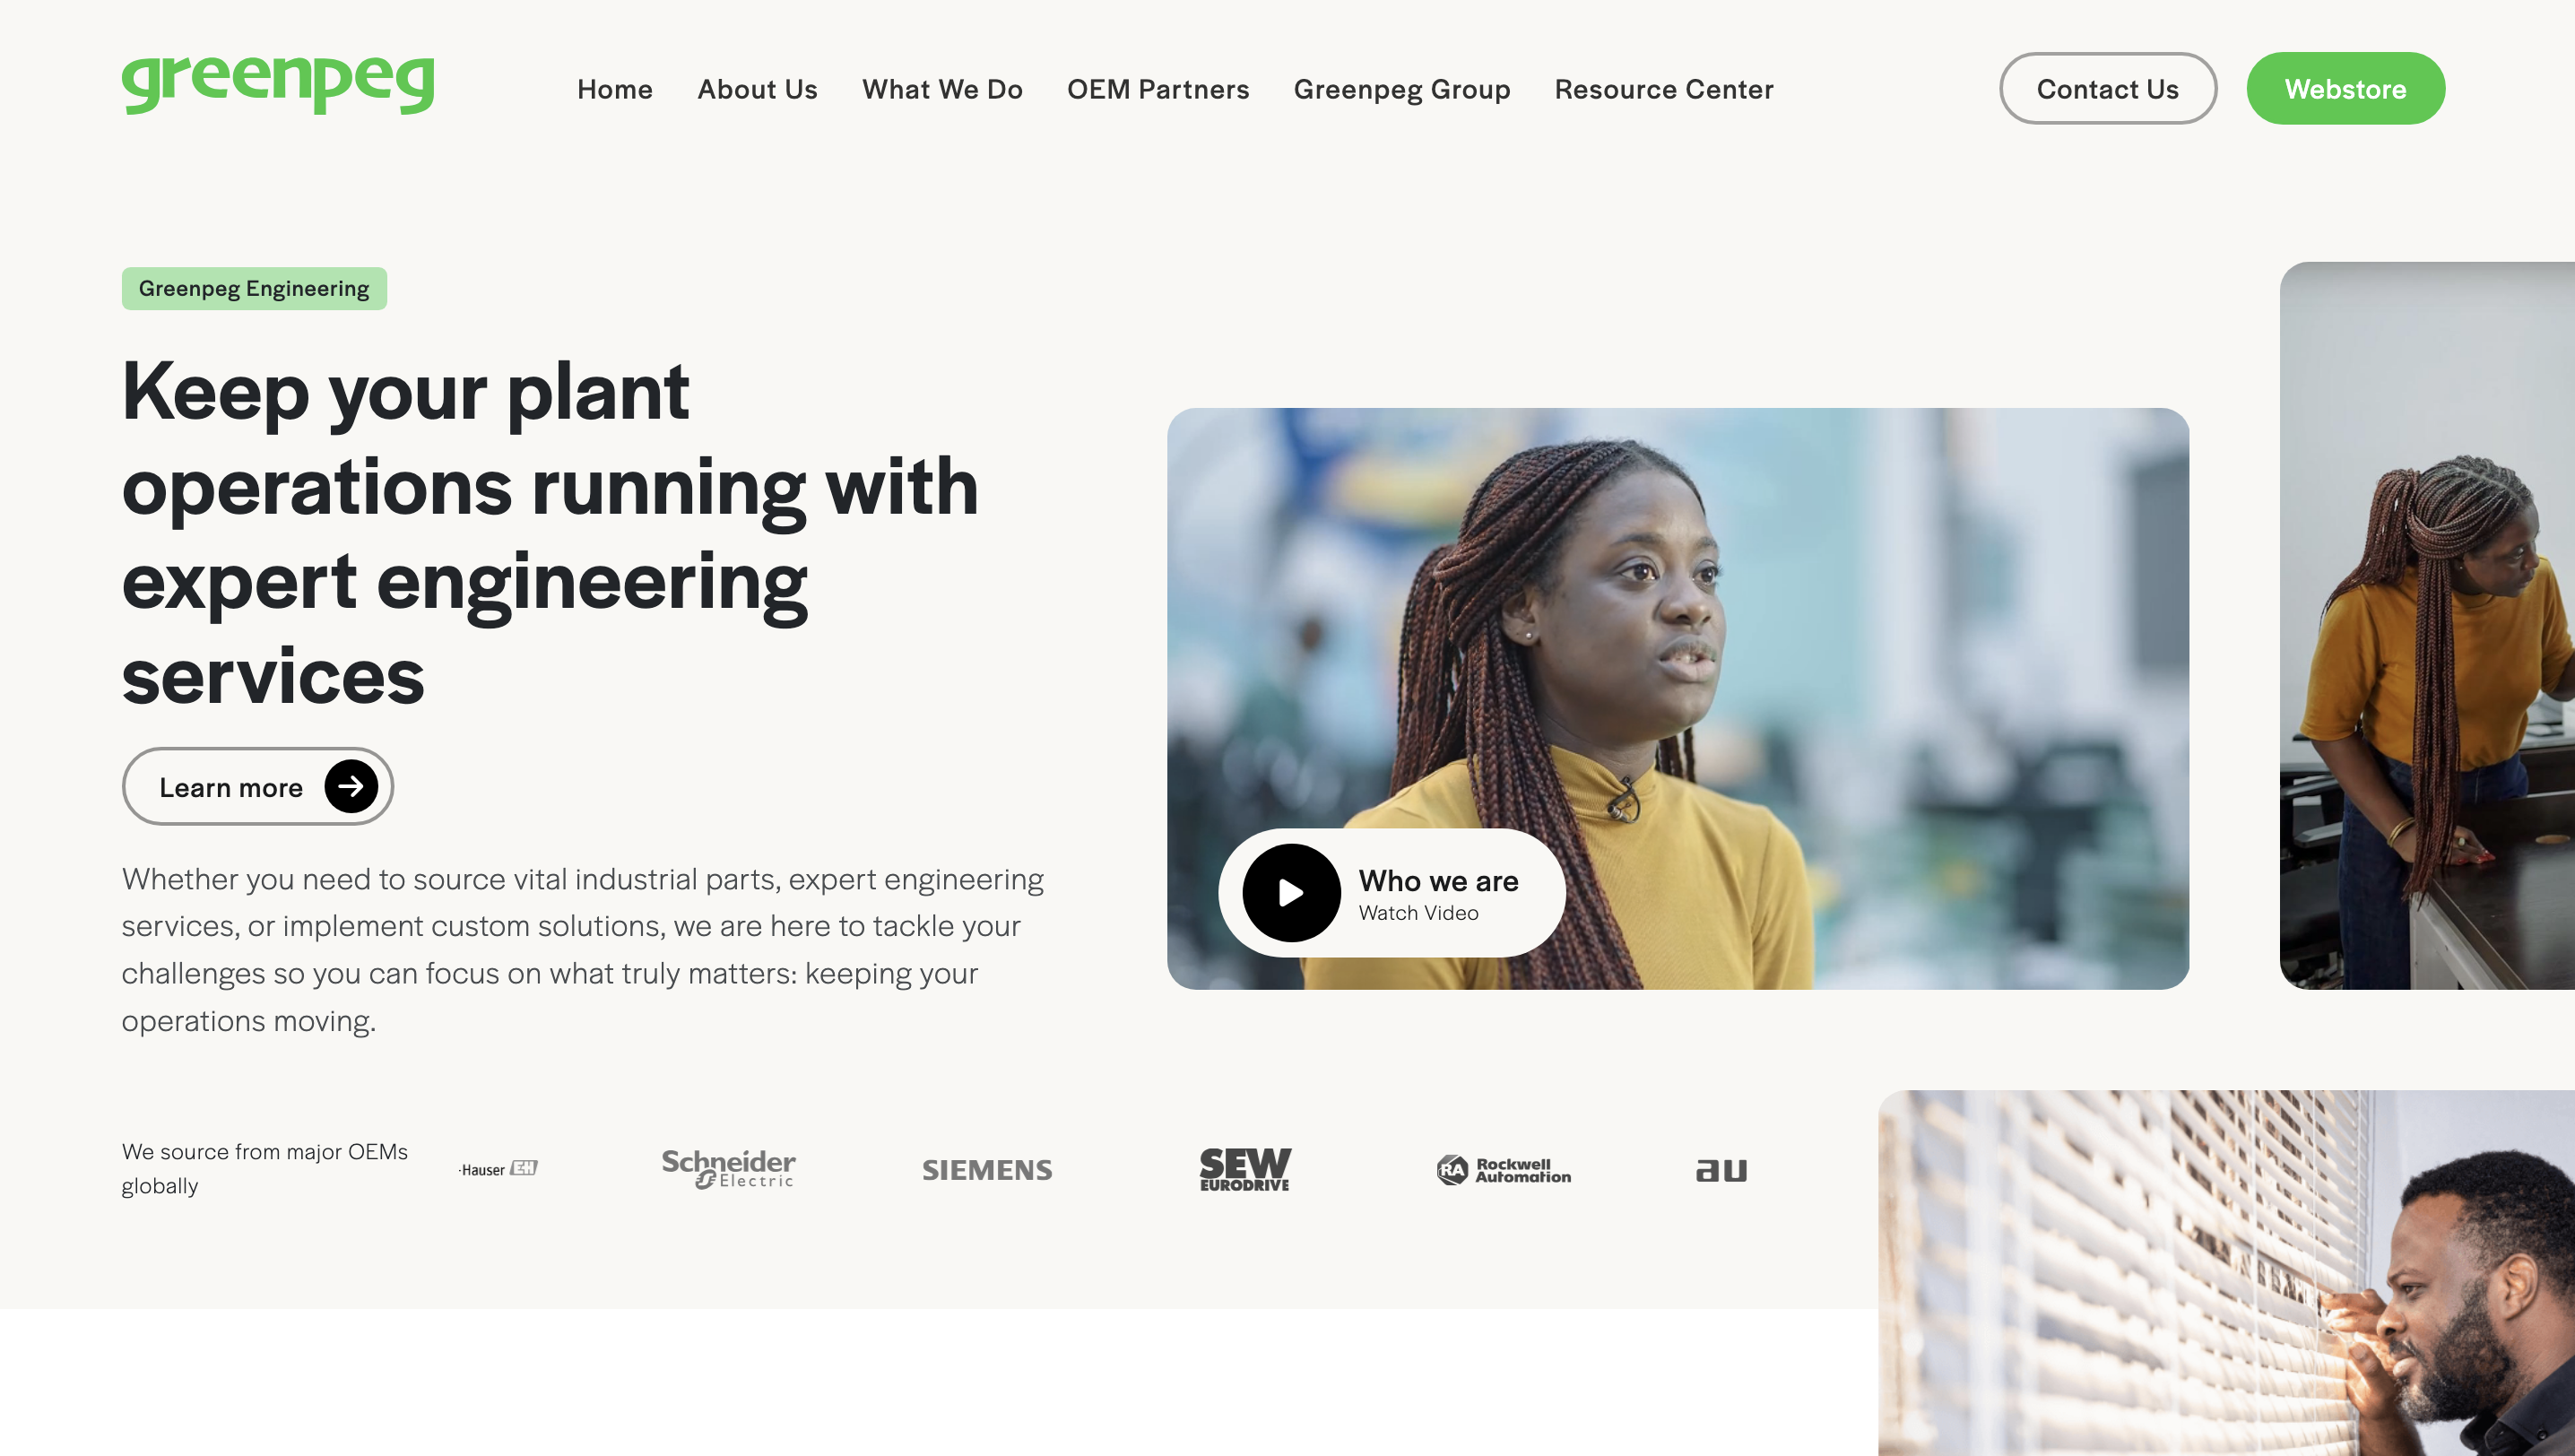 greenpeg
Home
About Us
What We Do
OEM Partners
Greenpeg Group
Resource Center
Contact Us
Webstore
Greenpeg Engineering
Keep your plant
operations running with
expert engineering
services
Learn more
Whether you need to source vital industrial parts, expert engineering
services, or implement custom solutions, we are here to tackle your
challenges so you can focus on what truly matters: keeping your
operations moving.
Who we are
Watch Video
We source from major OEMs
globally
Hauser EH
Schneider
Electric
SIEMENS
SEW
EURODRIVE
RA Rockwell
Automation
au